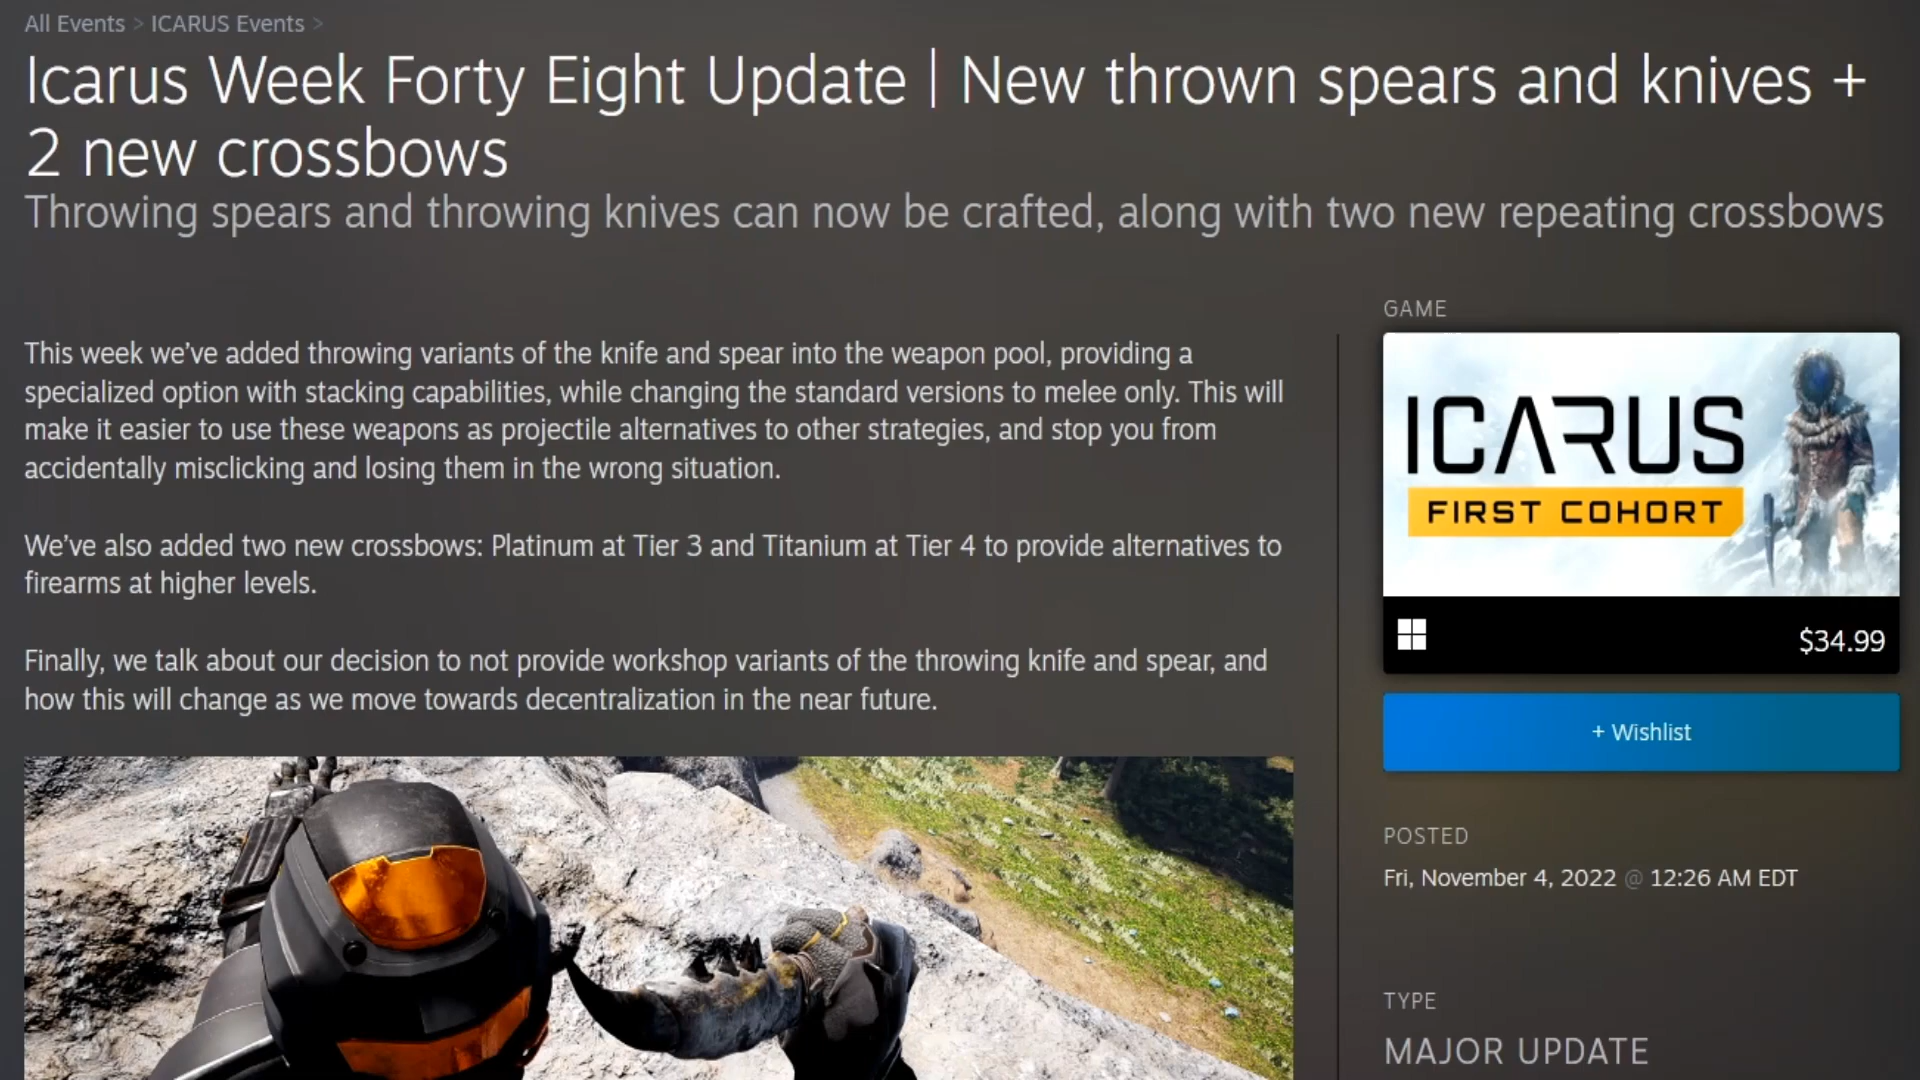 All Events > ICARUS Events >
Icarus Week Forty Eight Update | New thrown spears and knives +
2 new crossbows
Throwing spears and throwing knives can now be crafted, along with two new repeating crossbows
This week we've added throwing variants of the knife and spear into the weapon pool, providing a
specialized option with stacking capabilities, while changing the standard versions to melee only. This will
make it easier to use these weapons as projectile alternatives to other strategies, and stop you from
accidentally misclicking and losing them in the wrong situation.
We've also added two new crossbows: Platinum at Tier 3 and Titanium at Tier 4 to provide alternatives to
firearms at higher levels.
Finally, we talk about our decision to not provide workshop variants of the throwing knife and spear, and
how this will change as we move towards decentralization in the near future.
GAME
ICARUS
FIRST COHORT
$34.99
+ Wishlist
POSTED
Fri, November 4, 2022 @ 12:26 AM EDT
TYPE
MAJOR UPDATE